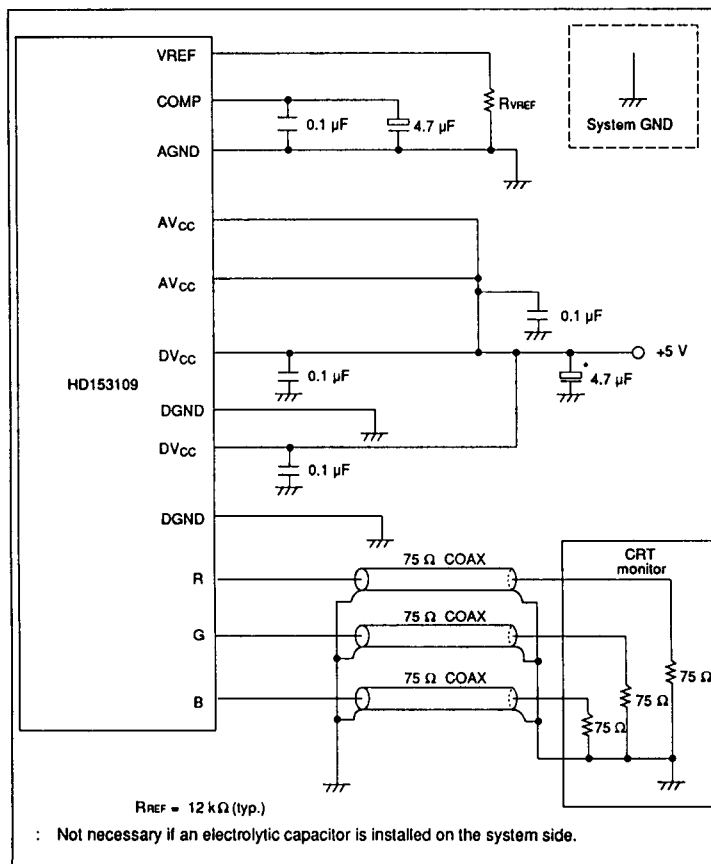 VREF
COMP
0.1 µF
4.7 µF
RVREF
System GND
AGND
AVCC
AVCC
0.1 µF
DVCC
0.1 µF
+5 V
*
4.7 µF
HD153109
DGND
DVCC
0.1 µF
DGND
CRT
monitor
75 Ω COAX
R
75 Ω COAX
G
75 Ω
75 Ω COAX
75 Ω
B
75 Ω
RREF = 12 kΩ (typ.)
: Not necessary if an electrolytic capacitor is installed on the system side.